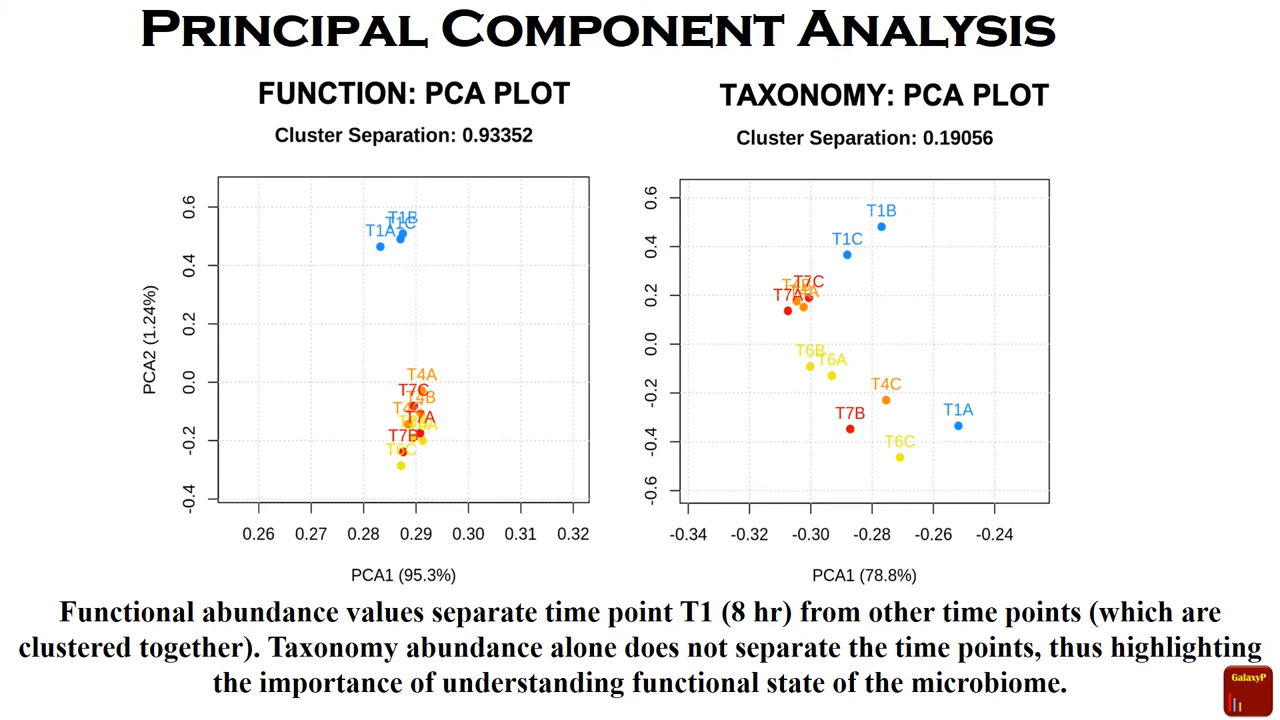 PRINCIPAL COMPONENT ANALYSIS
FUNCTION: PCA PLOT
Cluster Separation: 0.93352
PCA2 (1.24%)
0.6
0.4
0.2
0.0
-0.2
-0.4
T1B
T1C
T1A
T4A
T7C
T4B
T7A
T7B
T6C
0.26 0.27 0.28 0.29 0.30 0.31 0.32
PCA1 (95.3%)
TAXONOMY: PCA PLOT
Cluster Separation: 0.19056
0.6
0.4
0.2
0.0
-0.2
-0.4
-0.6
T1B
T1C
T7C
T4B
T4A
T7A
T6B
T6A
T4C
T7B
T1A
T6C
-0.34 -0.32 -0.30 -0.28 -0.26 -0.24
PCA1 (78.8%)
Functional abundance values separate time point T1 (8 hr) from other time points (which are
clustered together). Taxonomy abundance alone does not separate the time points, thus highlighting
the importance of understanding functional state of the microbiome.
GalaxyP